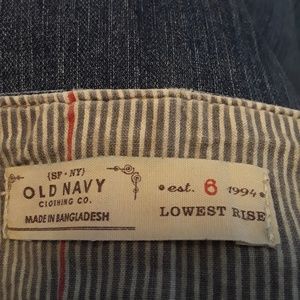 {SF · NY}
OLD NAVY
CLOTHING CO.
MADE IN BANGLADESH
est. 6 1994
LOWEST RISE